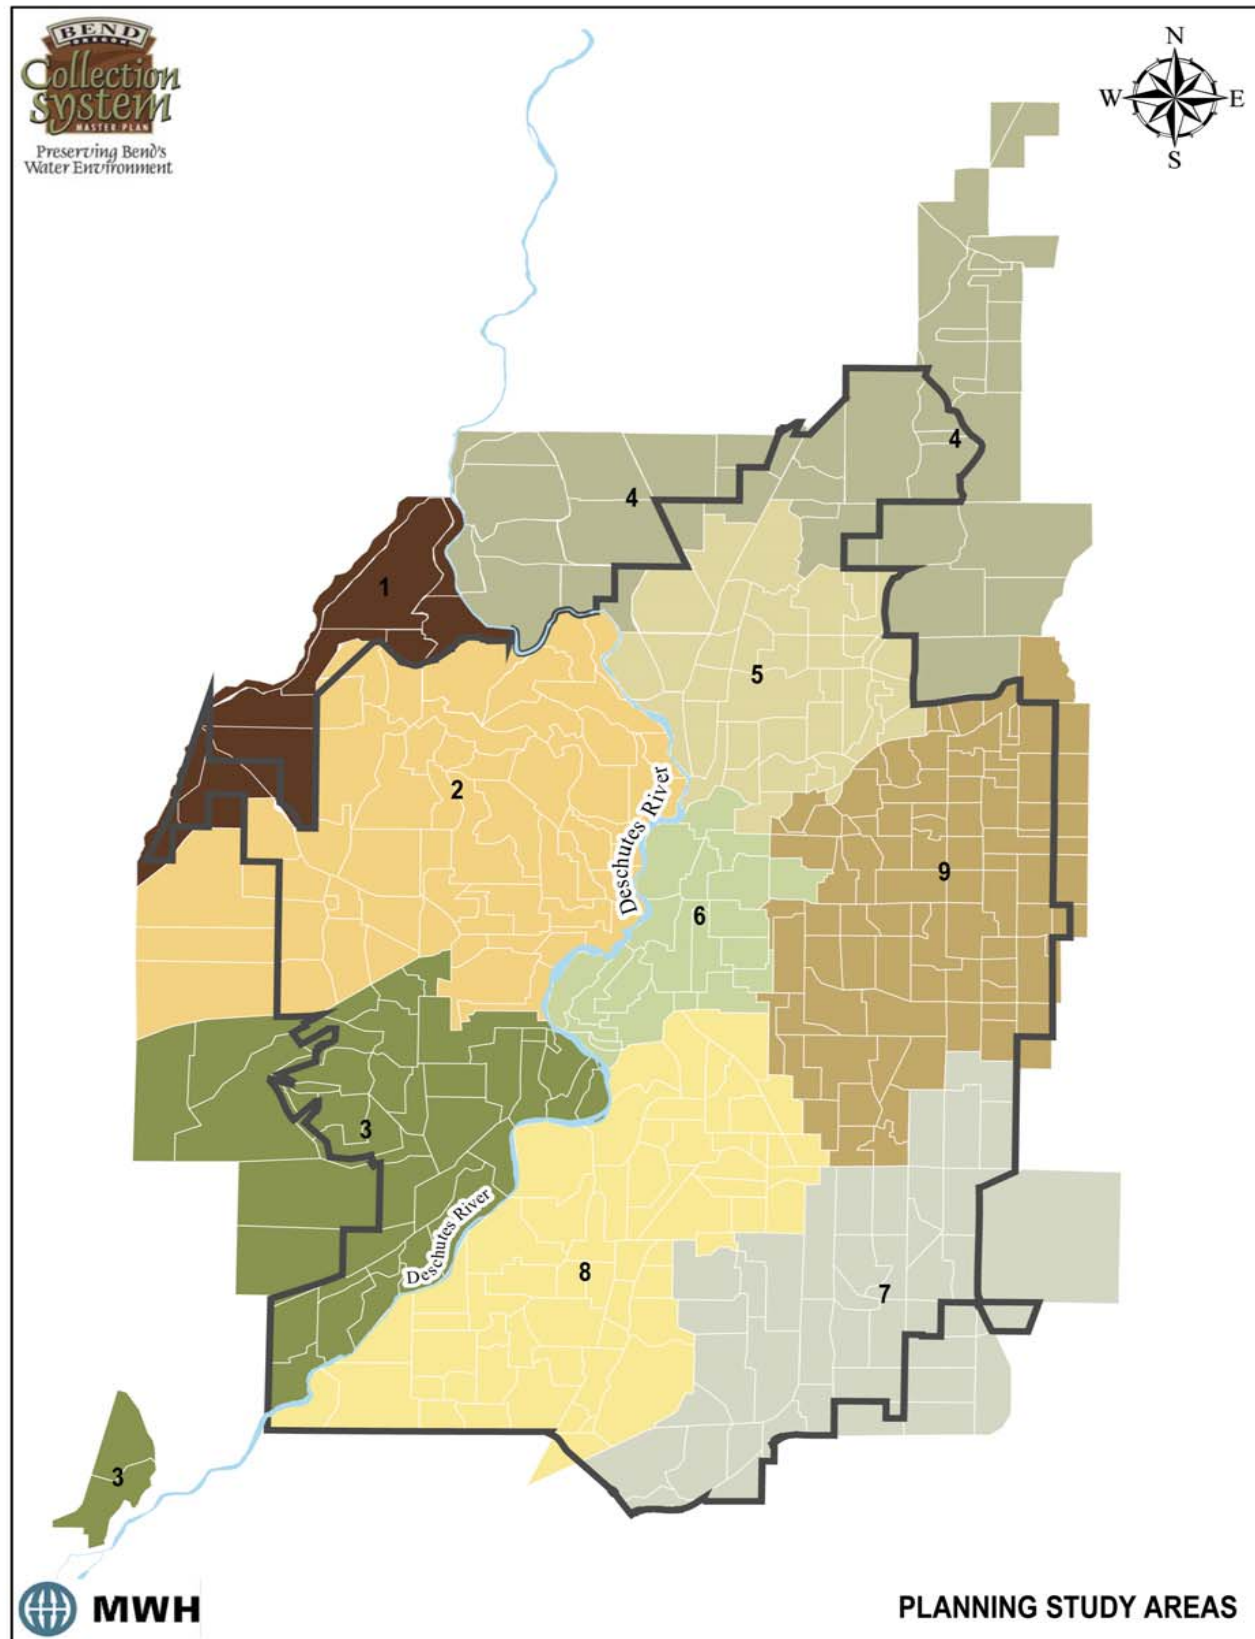 BEND
OREGON
Collection
system
MASTER PLAN
Preserving Bend's
Water Environment
N
W
E
S
4
4
1
5
2
Deschutes River
9
6
3
Deschutes River
8
7
3
MWH
PLANNING STUDY AREAS